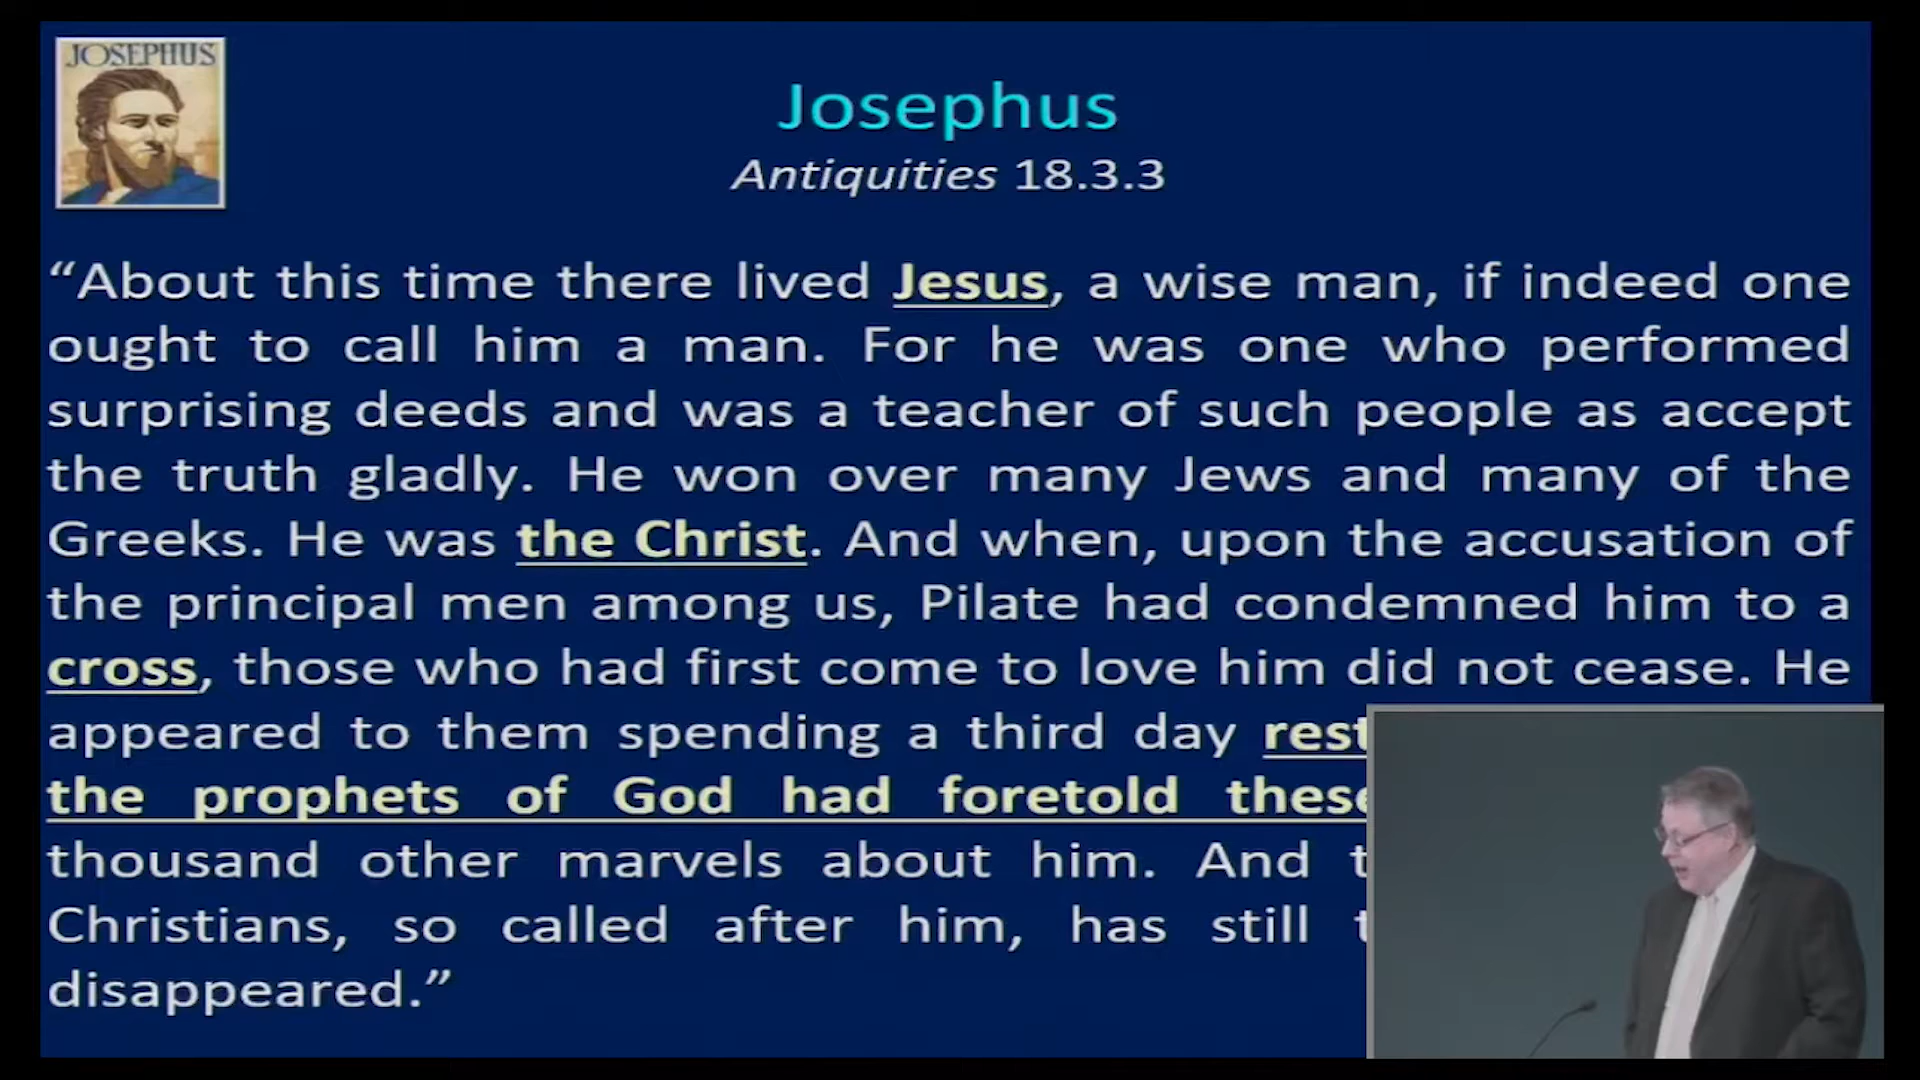 JOSEPHUS
Josephus
Antiquities 18.3.3
“About this time there lived Jesus, a wise man, if indeed one
ought to call him a man. For he was one who performed
surprising deeds and was a teacher of such people as accept
the truth gladly. He won over many Jews and many of the
Greeks. He was the Christ. And when, upon the accusation of
the principal men among us, Pilate had condemned him to a
cross, those who had first come to love him did not cease. He
appeared to them spending a third day
the prophets of God had foretold these
thousand other marvels about him. And
Christians, so called after him, has still
disappeared.”